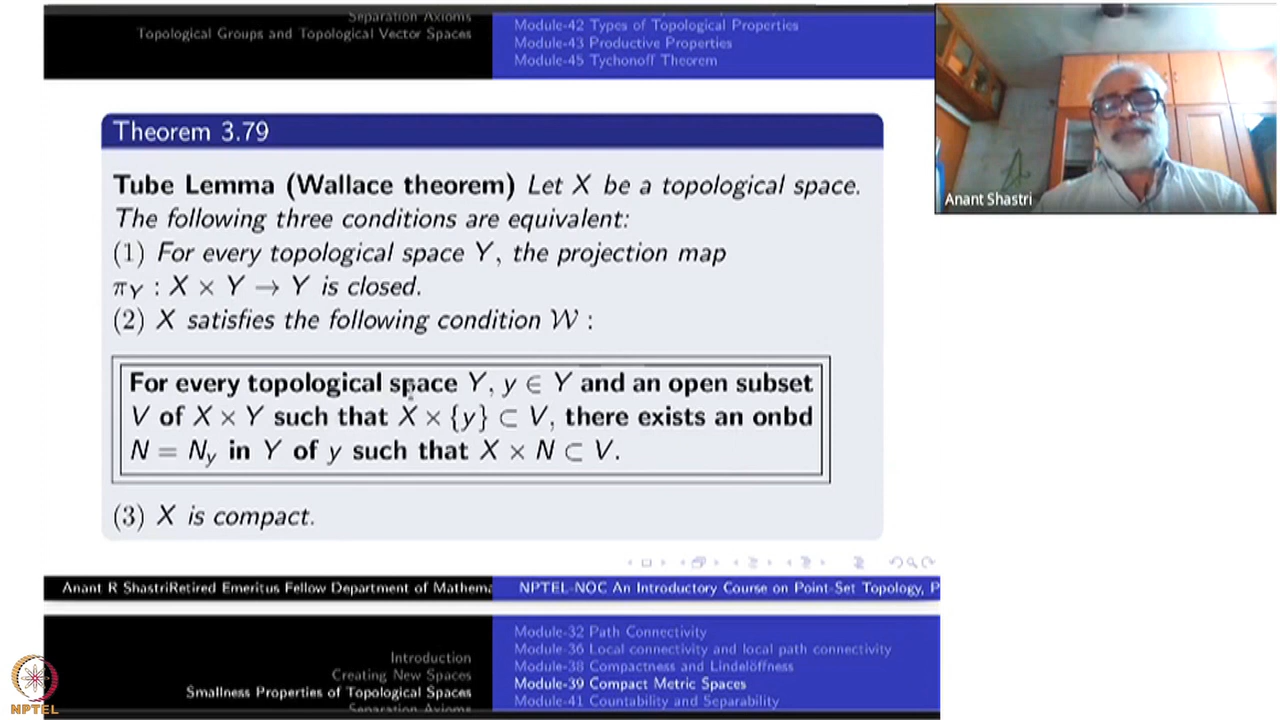 Separation Axioms
Topological Groups and Topological Vector Spaces
Module-42 Types of Topological Properties
Module-43 Productive Properties
Module-45 Tychonoff Theorem
Anant Shastri
Theorem 3.79
Tube Lemma (Wallace theorem) Let X be a topological space.
The following three conditions are equivalent:
(1) For every topological space Y, the projection map
π_Y : X × Y → Y is closed.
(2) X satisfies the following condition 𝒲 :
For every topological space Y, y ∈ Y and an open subset
V of X × Y such that X × {y} ⊂ V, there exists an onbd
N = N_y in Y of y such that X × N ⊂ V.
(3) X is compact.
Anant R ShastriRetired Emeritus Fellow Department of Mathema
NPTEL-NOC An Introductory Course on Point-Set Topology, P
Introduction
Creating New Spaces
Smallness Properties of Topological Spaces
Separation Axioms
Module-32 Path Connectivity
Module-36 Local connectivity and local path connectivity
Module-38 Compactness and Lindelöffness
Module-39 Compact Metric Spaces
Module-41 Countability and Separability
NPTEL